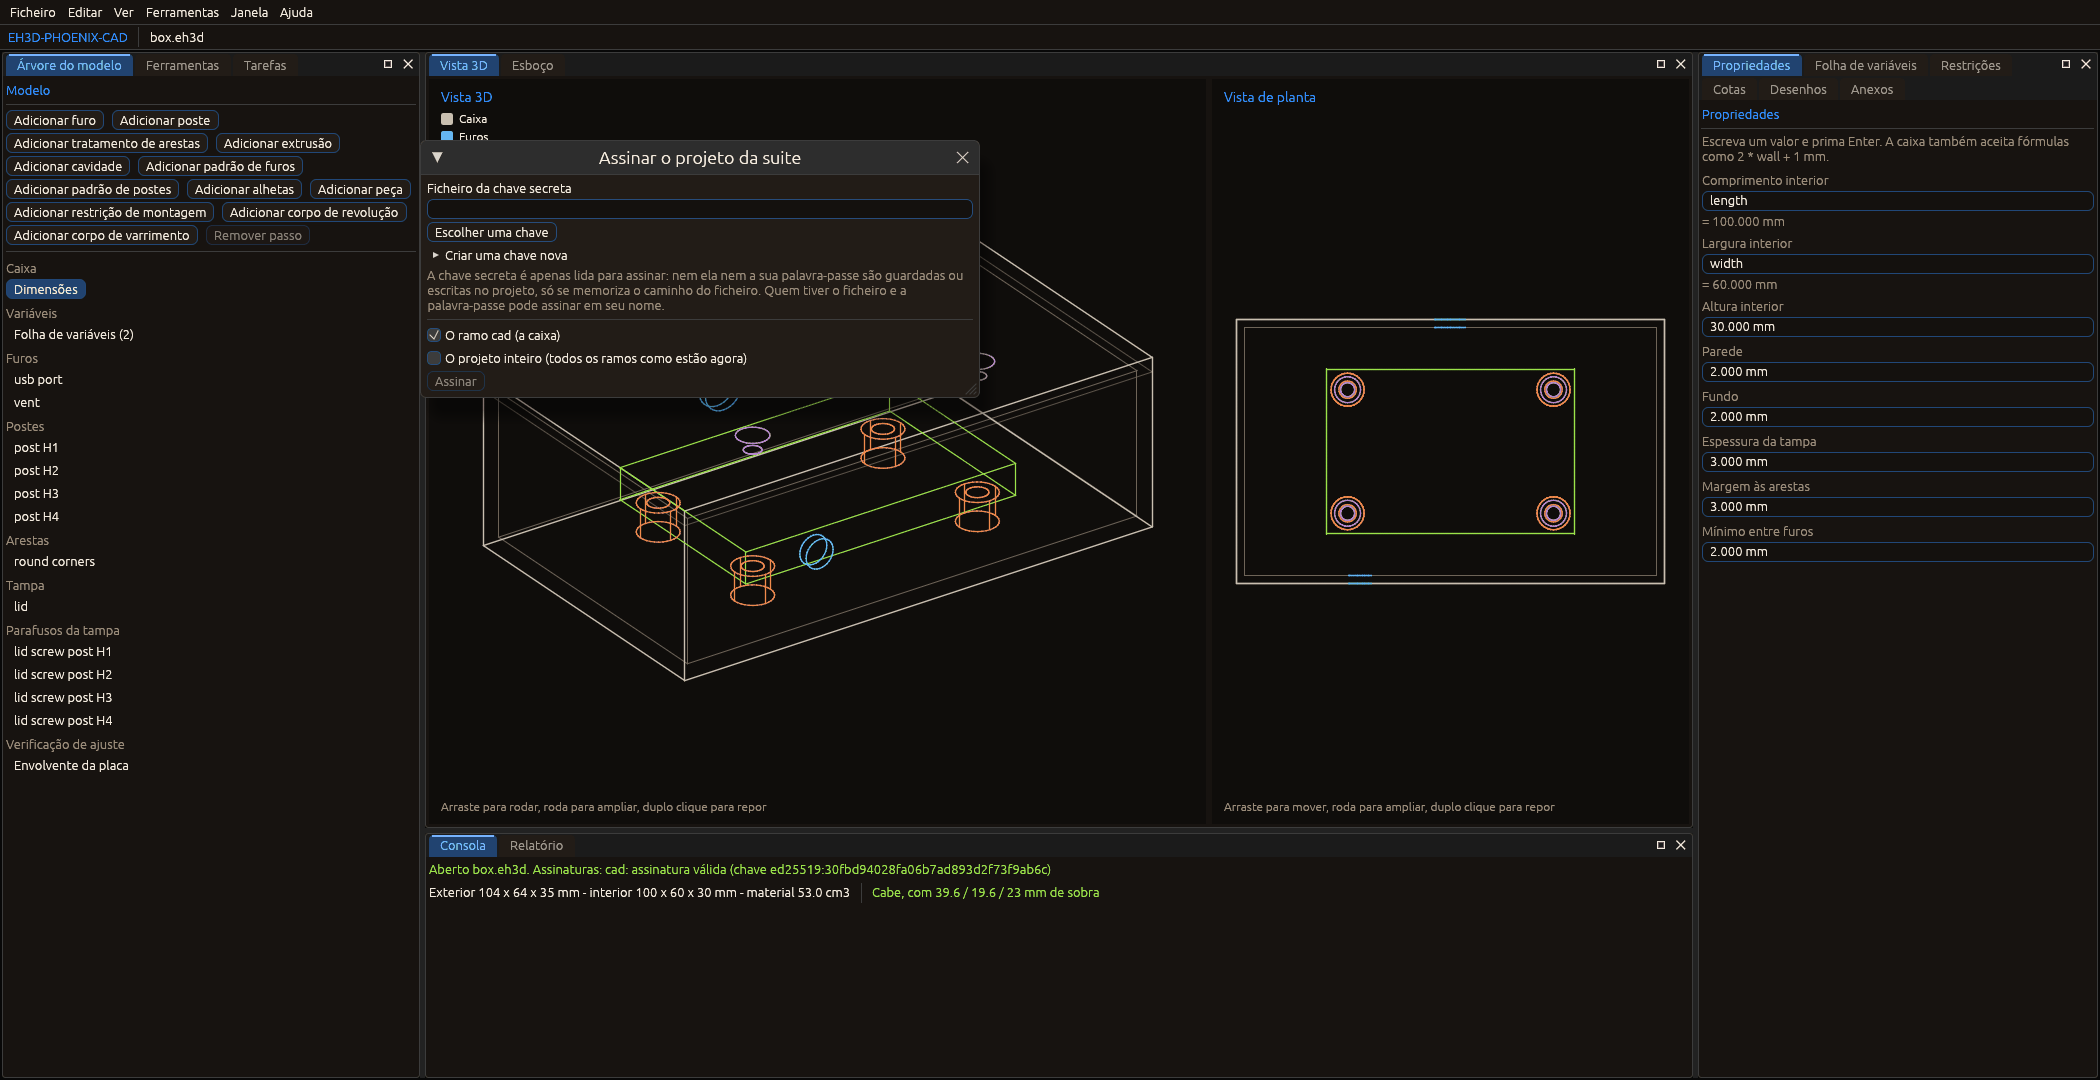 Ficheiro Editar Ver Ferramentas Janela Ajuda
EH3D-PHOENIX-CAD box.eh3d
Árvore do modelo Ferramentas Tarefas
Modelo
Adicionar furo Adicionar poste
Adicionar tratamento de arestas Adicionar extrusão
Adicionar cavidade Adicionar padrão de furos
Adicionar padrão de postes Adicionar alhetas Adicionar peça
Adicionar restrição de montagem Adicionar corpo de revolução
Adicionar corpo de varrimento Remover passo
Caixa
Dimensões
Variáveis
Folha de variáveis (2)
Furos
usb port
vent
Postes
post H1
post H2
post H3
post H4
Arestas
round corners
Tampa
lid
Parafusos da tampa
lid screw post H1
lid screw post H2
lid screw post H3
lid screw post H4
Verificação de ajuste
Envolvente da placa
Vista 3D Esboço
Vista 3D
Caixa
Furos
Assinar o projeto da suite
Ficheiro da chave secreta
Escolher uma chave
Criar uma chave nova
A chave secreta é apenas lida para assinar: nem ela nem a sua palavra-passe são guardadas ou
escritas no projeto, só se memoriza o caminho do ficheiro. Quem tiver o ficheiro e a
palavra-passe pode assinar em seu nome.
O ramo cad (a caixa)
O projeto inteiro (todos os ramos como estão agora)
Assinar
Arraste para rodar, roda para ampliar, duplo clique para repor
Vista de planta
Arraste para mover, roda para ampliar, duplo clique para repor
Consola Relatório
Aberto box.eh3d. Assinaturas: cad: assinatura válida (chave ed25519:30fbd94028fa06b7ad893d2f73f9ab6c)
Exterior 104 x 64 x 35 mm - interior 100 x 60 x 30 mm - material 53.0 cm3 Cabe, com 39.6 / 19.6 / 23 mm de sobra
Propriedades Folha de variáveis Restrições
Cotas Desenhos Anexos
Propriedades
Escreva um valor e prima Enter. A caixa também aceita fórmulas
como 2 * wall + 1 mm.
Comprimento interior
length
= 100.000 mm
Largura interior
width
= 60.000 mm
Altura interior
30.000 mm
Parede
2.000 mm
Fundo
2.000 mm
Espessura da tampa
3.000 mm
Margem às arestas
3.000 mm
Mínimo entre furos
2.000 mm